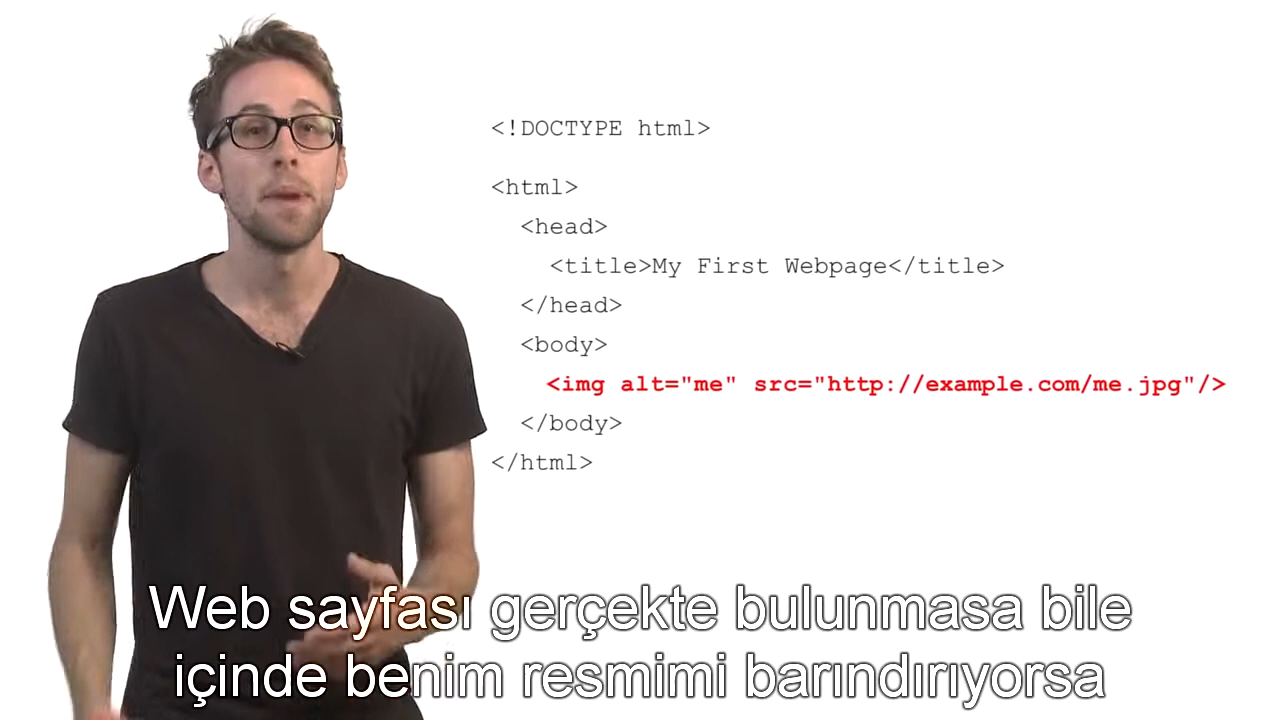 <!DOCTYPE html>
<html>
<head>
<title>My First Webpage</title>
</head>
<body>
<img alt="me" src="http://example.com/me.jpg"/>
</body>
</html>
Web sayfası gerçekte bulunmasa bile
içinde benim resmimi barındırıyorsa